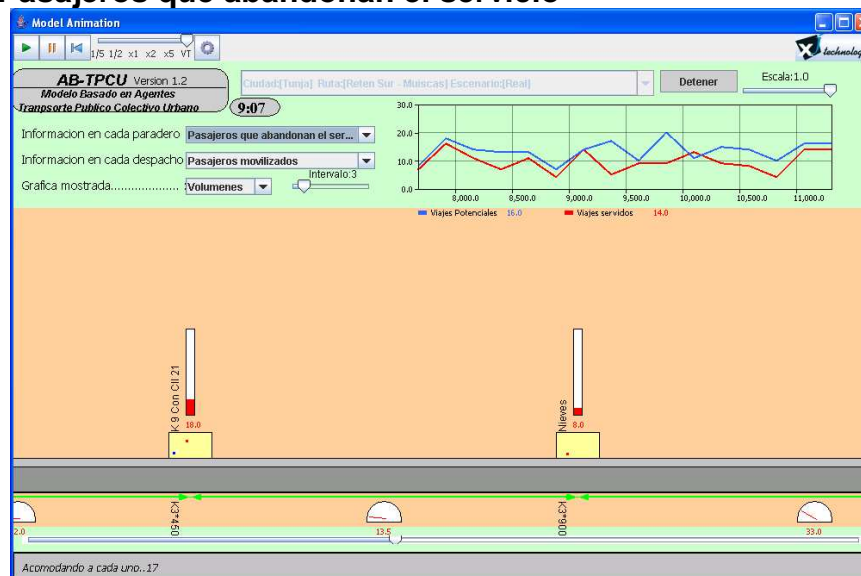 Pasajeros que abandonan el servicio
Model Animation
1/5 1/2 x1 x2 x5 VT
technolog
AB-TPCU Version 1.2
Modelo Basado en Agentes
Tranpsorte Publico Colectivo Urbano
9:07
Ciudad:[Tunja] Ruta:[Reten Sur - Muiscas] Escenario:[Real]
Detener
Escala:1.0
Informacion en cada paradero Pasajeros que abandonan el ser...
Informacion en cada despacho Pasajeros movilizados
Grafica mostrada.................... Volumenes
Intervalo:3
30.0
20.0
10.0
0.0
8,000.0 8,500.0 9,000.0 9,500.0 10,000.0 10,500.0 11,000.0
Viajes Potenciales 16.0 Viajes servidos 14.0
K 9 Con Cll 21
18.0
Nieves
8.0
K3+450
K3+900
2.0
13.5
33.0
Acomodando a cada uno..17